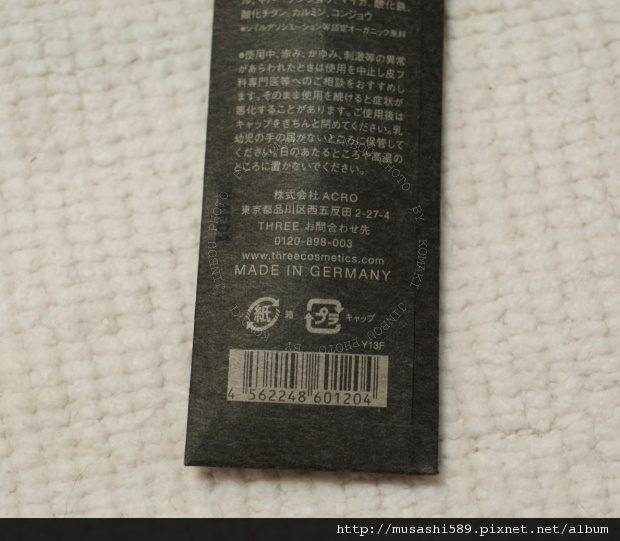 酸化チタン、カルミン、コンジョウ
●使用中、赤み、かゆみ、刺激等の異常
があらわれたときは使用を中止し皮フ
科専門医等へのご相談をおすすめし
ます。そのまま使用を続けると症状が
悪化することがあります。ご使用後は
キャップをきちんと閉めてください。乳
幼児の手の届かないところに保管して
ください。日のあたるところや高温の
ところに置かないでください。
株式会社 ACRO
東京都品川区西五反田 2-27-4
THREE お問合わせ先
0120-898-003
www.threecosmetics.com
MADE IN GERMANY
紙 箱 プラ キャップ
Y13F
4 562248 601204
PHOTO BY KOMAKI JINBOU PHOTO BY
http://musashi589.pixnet.net/album